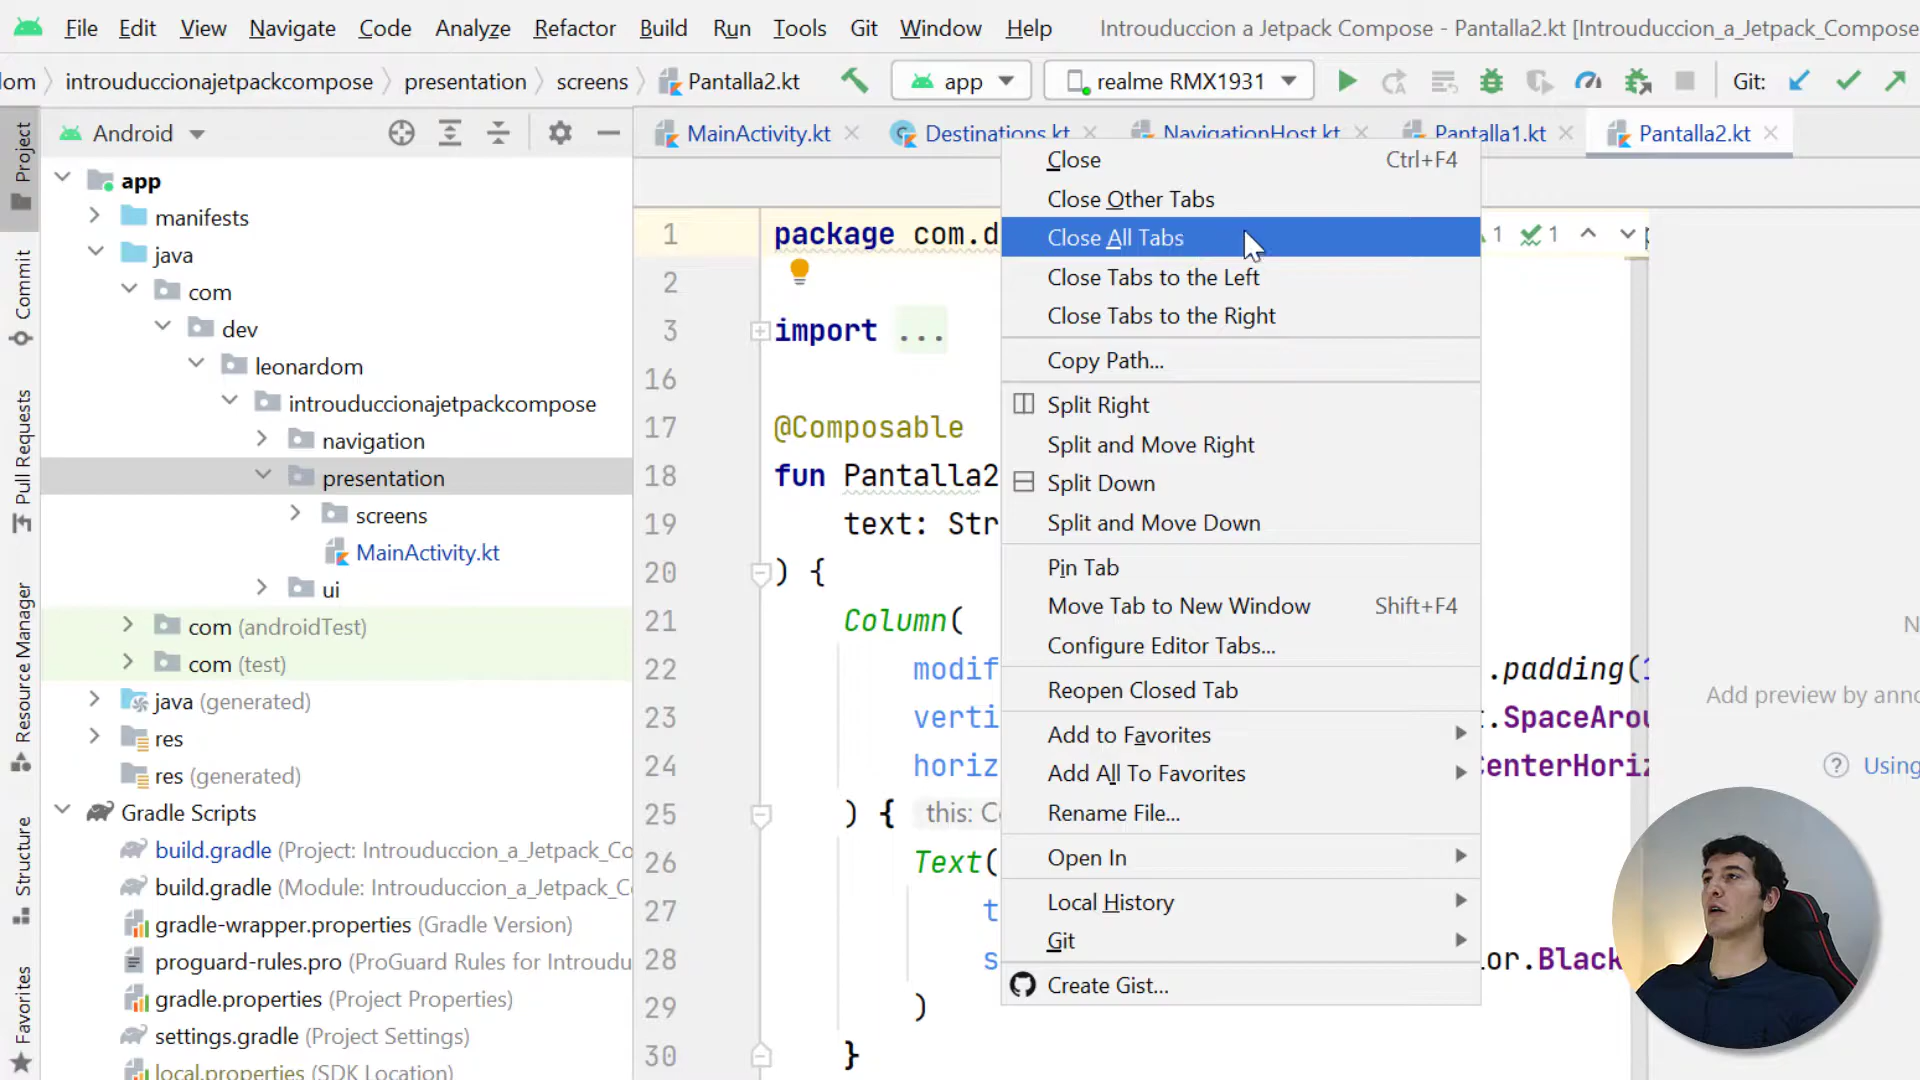 File Edit View Navigate Code Analyze Refactor Build Run Tools Git Window Help Introuduccion a Jetpack Compose - Pantalla2.kt [Introuduccion_a_Jetpack_Compose
introuduccionajetpackcompose presentation screens Pantalla2.kt app realme RMX1931 Git:
Android
MainActivity.kt Destinations.kt NavigationHost.kt Pantalla1.kt Pantalla2.kt
Project
Commit
Pull Requests
Resource Manager
Structure
Favorites
app
manifests
java
com
dev
leonardom
introuduccionajetpackcompose
navigation
presentation
screens
MainActivity.kt
ui
com (androidTest)
com (test)
java (generated)
res
res (generated)
Gradle Scripts
build.gradle (Project: Introuduccion_a_Jetpack_Co
build.gradle (Module: Introuduccion_a_Jetpack_C
gradle-wrapper.properties (Gradle Version)
proguard-rules.pro (ProGuard Rules for Introudu
gradle.properties (Project Properties)
settings.gradle (Project Settings)
local.properties (SDK Location)
1 package com.d
2
3 import ...
16
17 @Composable
18 fun Pantalla2
19 text: Str
20 ) {
21 Column(
22 modif .padding(
23 verti .SpaceArou
24 horiz CenterHoriz
25 ) { this: C
26 Text(
27 t
28 s or.Black
29 )
30 }
Close Ctrl+F4
Close Other Tabs
Close All Tabs
Close Tabs to the Left
Close Tabs to the Right
Copy Path...
Split Right
Split and Move Right
Split Down
Split and Move Down
Pin Tab
Move Tab to New Window Shift+F4
Configure Editor Tabs...
Reopen Closed Tab
Add to Favorites
Add All To Favorites
Rename File...
Open In
Local History
Git
Create Gist...
1 1
N
Add preview by anno
Using